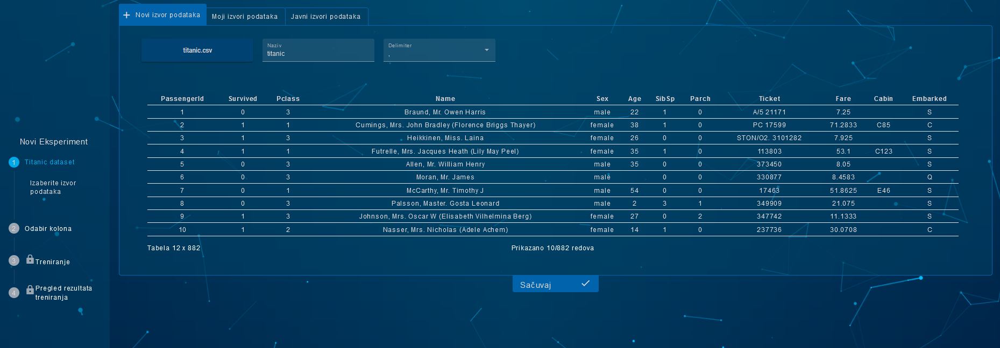 Novi izvor podataka Moji izvori podataka Javni izvori podataka
titanic.csv
Naziv
titanic
Delimiter
,
PassengerId Survived Pclass Name Sex Age SibSp Parch Ticket Fare Cabin Embarked
1 0 3 Braund, Mr. Owen Harris male 22 1 0 A/5 21171 7.25 S
2 1 1 Cumings, Mrs. John Bradley (Florence Briggs Thayer) female 38 1 0 PC 17599 71.2833 C85 C
3 1 3 Heikkinen, Miss. Laina female 26 0 0 STON/O2. 3101282 7.925 S
4 1 1 Futrelle, Mrs. Jacques Heath (Lily May Peel) female 35 1 0 113803 53.1 C123 S
5 0 3 Allen, Mr. William Henry male 35 0 0 373450 8.05 S
6 0 3 Moran, Mr. James male 0 0 330877 8.4583 Q
7 0 1 McCarthy, Mr. Timothy J male 54 0 0 17463 51.8625 E46 S
8 0 3 Palsson, Master. Gosta Leonard male 2 3 1 349909 21.075 S
9 1 3 Johnson, Mrs. Oscar W (Elisabeth Vilhelmina Berg) female 27 0 2 347742 11.1333 S
10 1 2 Nasser, Mrs. Nicholas (Adele Achem) female 14 1 0 237736 30.0708 C
Tabela 12 x 882 Prikazano 10/882 redova
Sačuvaj
Novi Eksperiment
1 Titanic dataset
Izaberite izvor
podataka
2 Odabir kolona
3 Treniranje
4 Pregled rezultata
treniranja